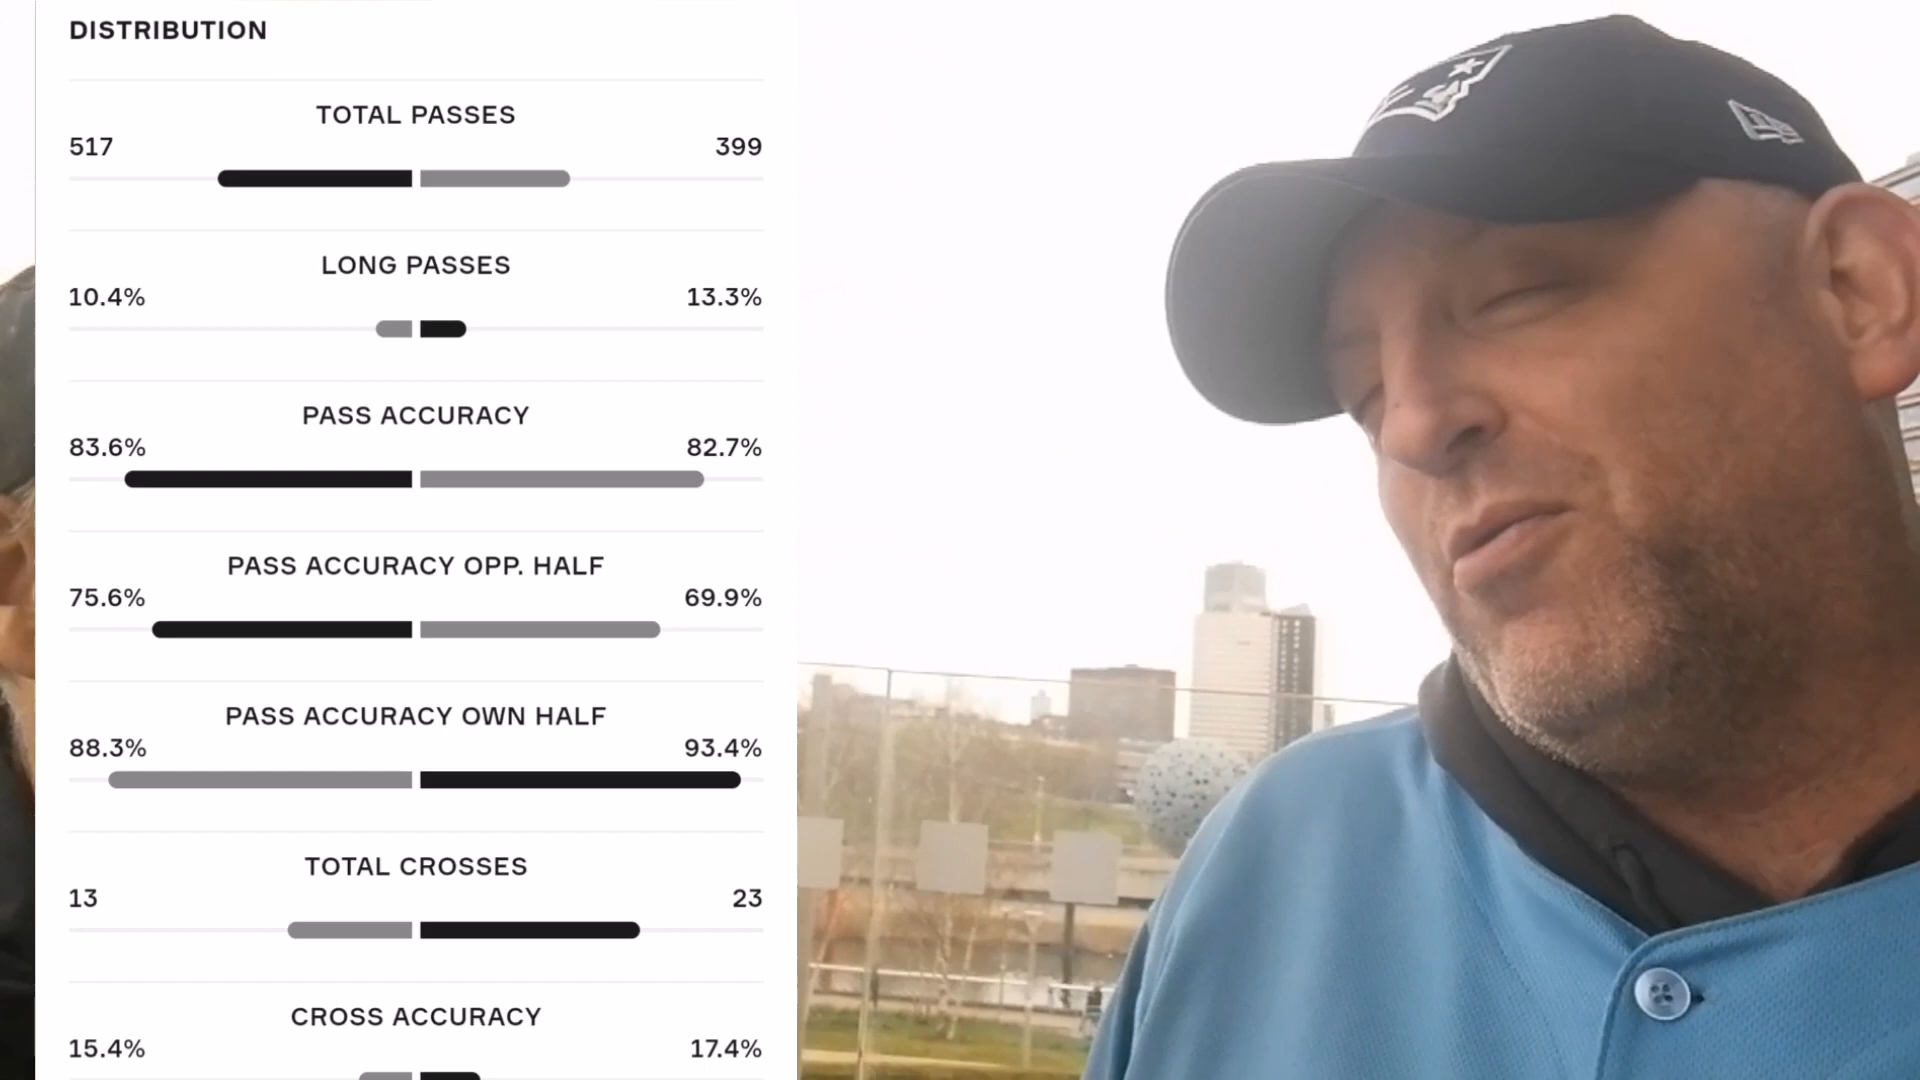 DISTRIBUTION
TOTAL PASSES
517 399
LONG PASSES
10.4% 13.3%
PASS ACCURACY
83.6% 82.7%
PASS ACCURACY OPP. HALF
75.6% 69.9%
PASS ACCURACY OWN HALF
88.3% 93.4%
TOTAL CROSSES
13 23
CROSS ACCURACY
15.4% 17.4%